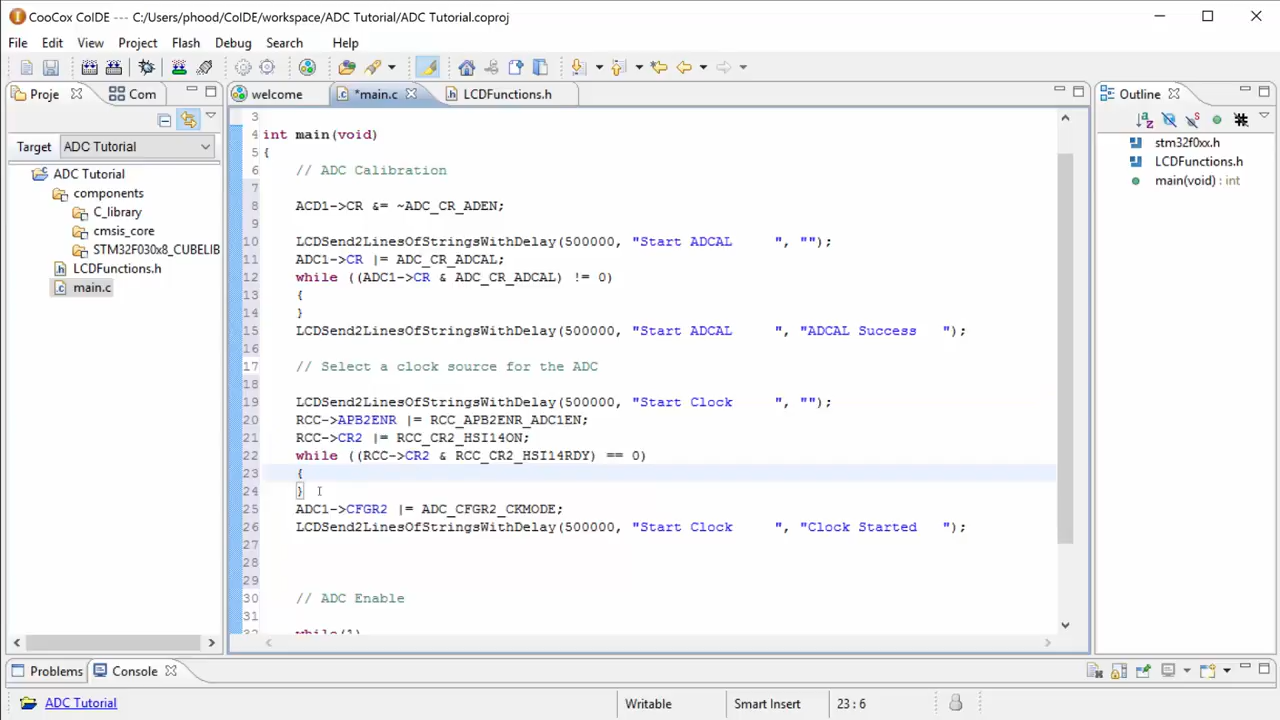 CooCox CoIDE --- C:/Users/phood/CoIDE/workspace/ADC Tutorial/ADC Tutorial.coproj
File Edit View Project Flash Debug Search Help
Proje Com welcome *main.c LCDFunctions.h Outline
Target ADC Tutorial
ADC Tutorial
components
C_library
cmsis_core
STM32F030x8_CUBELIB
LCDFunctions.h
main.c
3
4 int main(void)
5 {
6 // ADC Calibration
7
8 ACD1->CR &= ~ADC_CR_ADEN;
9
10 LCDSend2LinesOfStringsWithDelay(500000, "Start ADCAL     ", "");
11 ADC1->CR |= ADC_CR_ADCAL;
12 while ((ADC1->CR & ADC_CR_ADCAL) != 0)
13 {
14 }
15 LCDSend2LinesOfStringsWithDelay(500000, "Start ADCAL     ", "ADCAL Success   ");
16
17 // Select a clock source for the ADC
18
19 LCDSend2LinesOfStringsWithDelay(500000, "Start Clock     ", "");
20 RCC->APB2ENR |= RCC_APB2ENR_ADC1EN;
21 RCC->CR2 |= RCC_CR2_HSI14ON;
22 while ((RCC->CR2 & RCC_CR2_HSI14RDY) == 0)
23 {
24 }
25 ADC1->CFGR2 |= ADC_CFGR2_CKMODE;
26 LCDSend2LinesOfStringsWithDelay(500000, "Start Clock     ", "Clock Started   ");
27
28
29
30 // ADC Enable
31
32 while(1)
stm32f0xx.h
LCDFunctions.h
main(void) : int
Problems Console
ADC Tutorial Writable Smart Insert 23 : 6